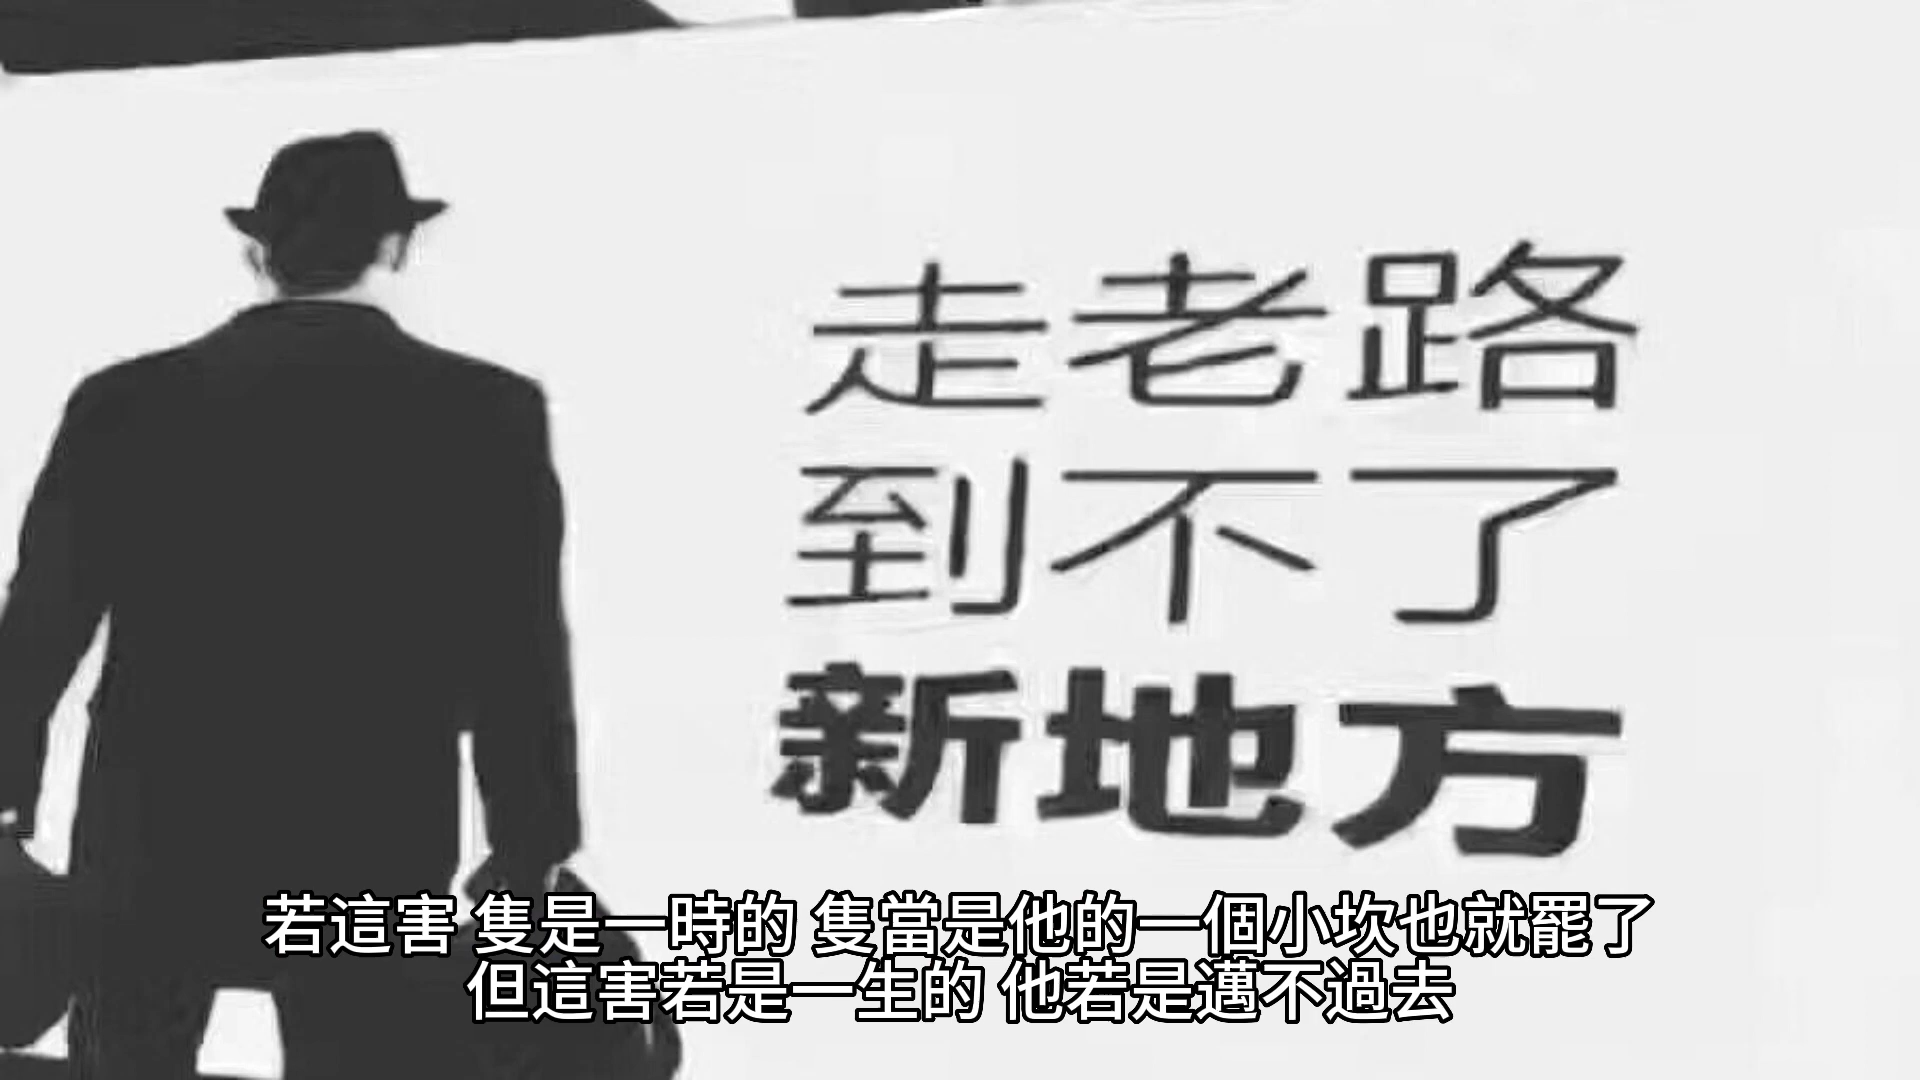 走老路
到不了
新地方
若這害 隻是一時的 隻當是他的一個小坎也就罷了
但這害若是一生的 他若是邁不過去